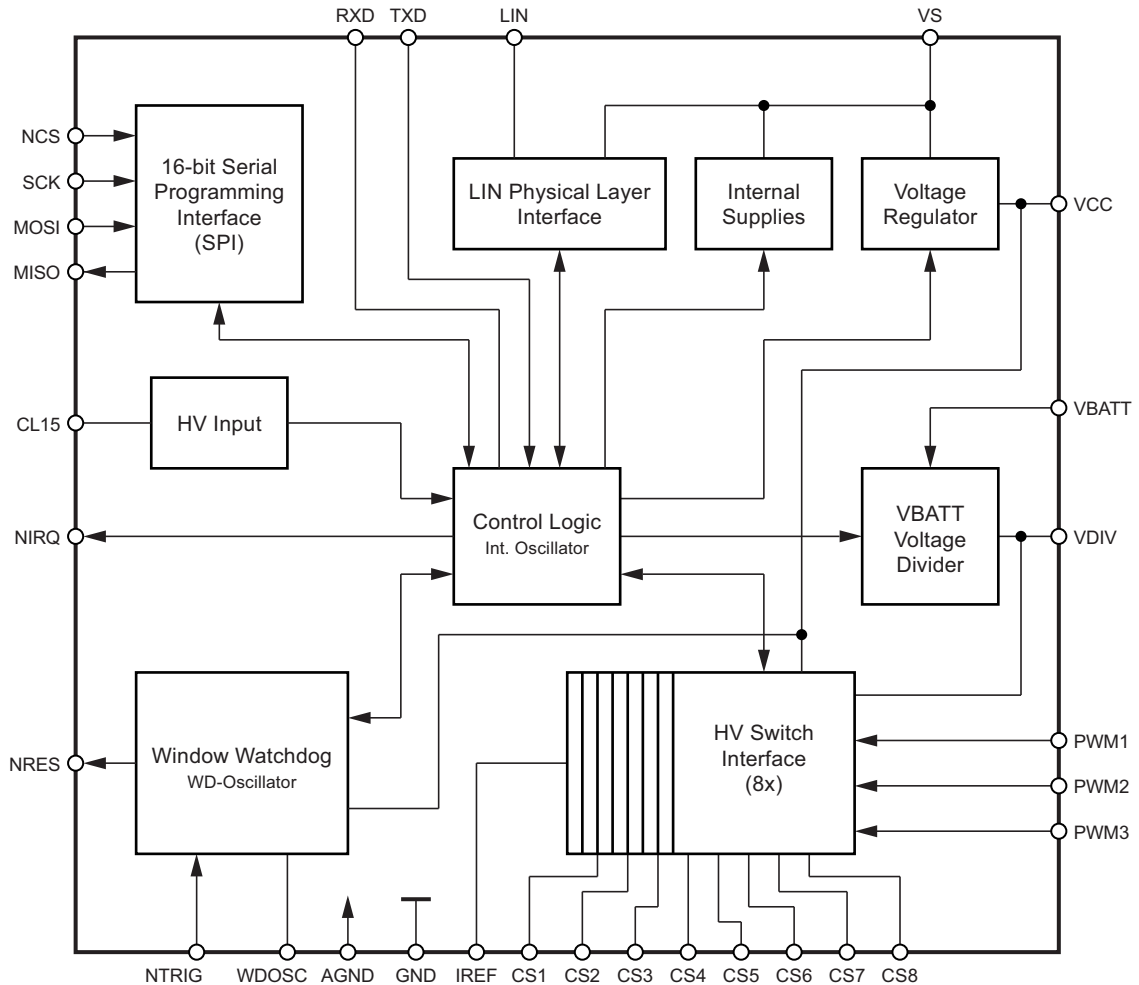 RXD TXD LIN VS
NCS
SCK
MOSI
MISO
16-bit Serial
Programming
Interface
(SPI)
LIN Physical Layer
Interface
Internal
Supplies
Voltage
Regulator
VCC
CL15
HV Input
VBATT
NIRQ
Control Logic
Int. Oscillator
VBATT
Voltage
Divider
VDIV
NRES
Window Watchdog
WD-Oscillator
HV Switch
Interface
(8x)
PWM1
PWM2
PWM3
NTRIG WDOSC AGND GND IREF CS1 CS2 CS3 CS4 CS5 CS6 CS7 CS8